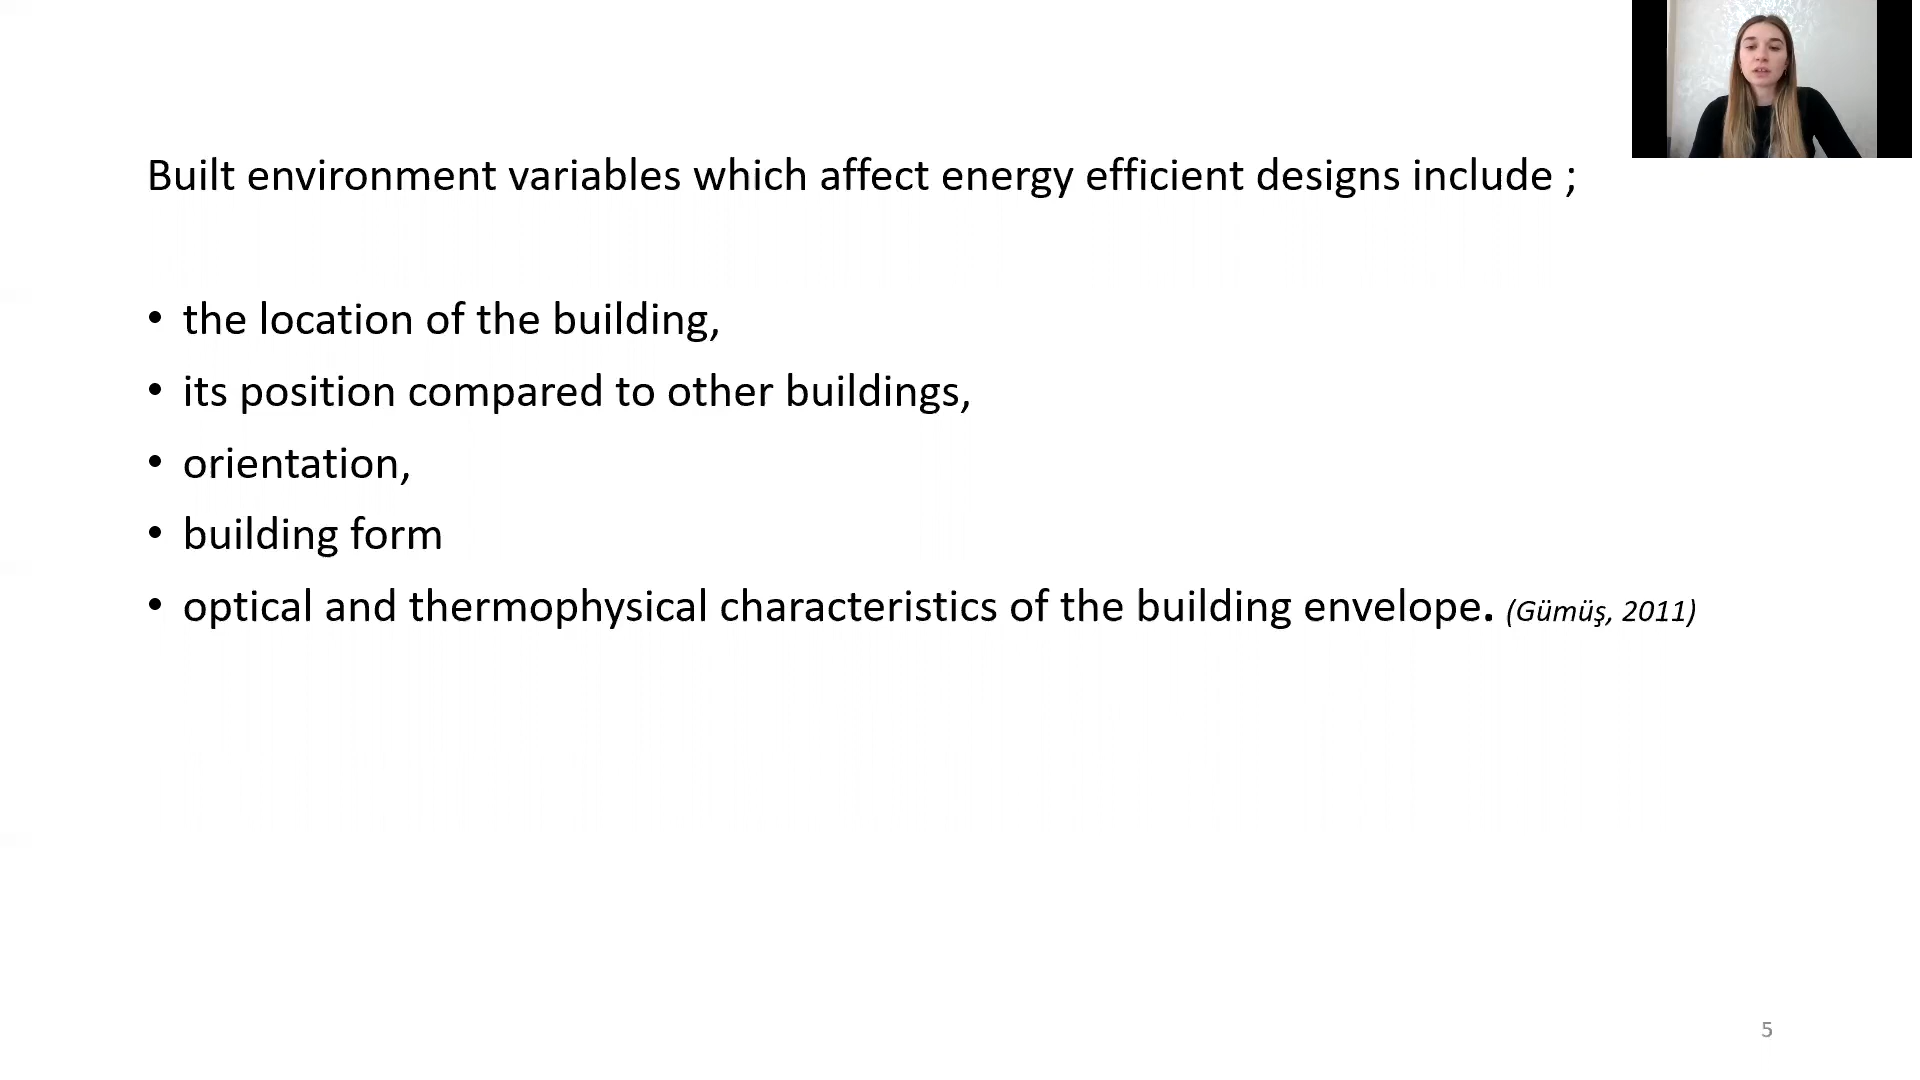 Built environment variables which affect energy efficient designs include ;
• the location of the building,
• its position compared to other buildings,
• orientation,
• building form
• optical and thermophysical characteristics of the building envelope. (Gümüş, 2011)
5